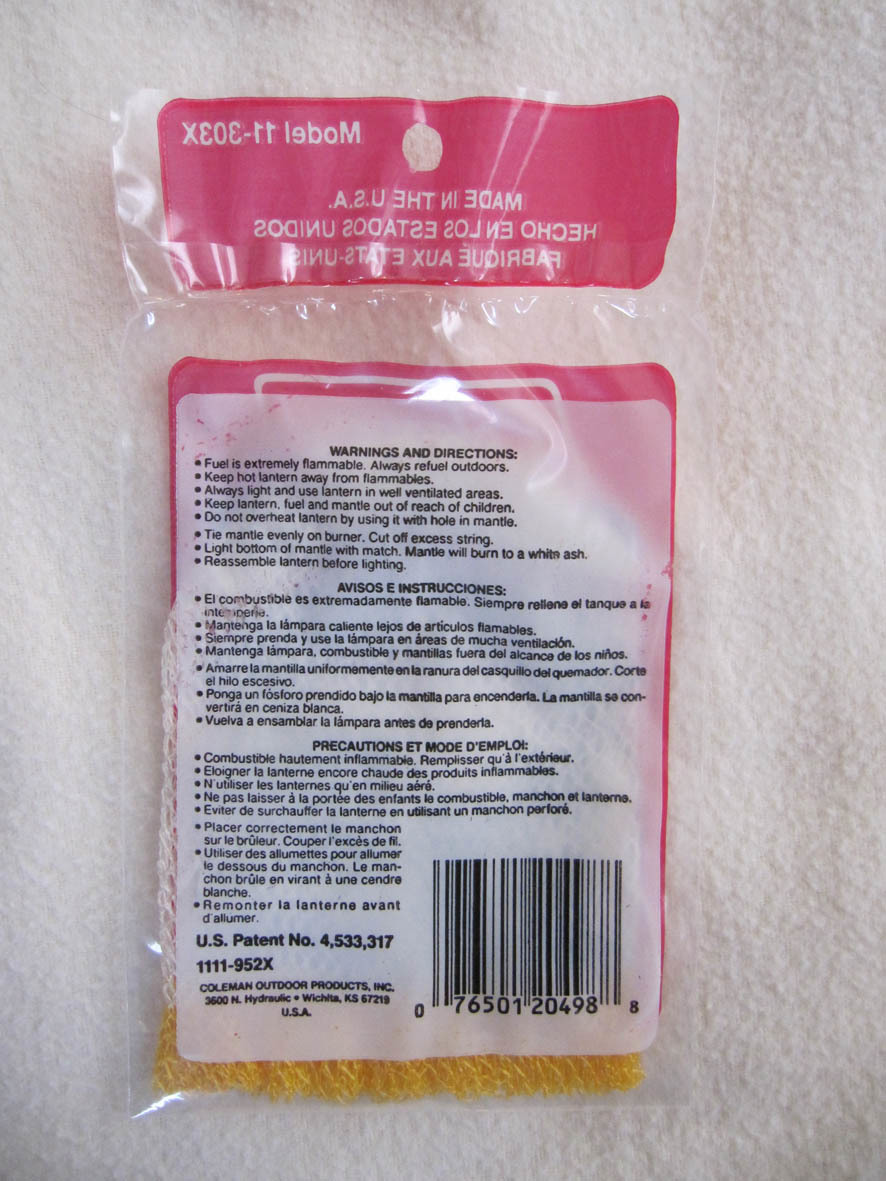 Model 11-303X
MADE IN THE U.S.A.
HECHO EN LOS ESTADOS UNIDOS
FABRIQUÉ AUX ETATS-UNIS
WARNINGS AND DIRECTIONS:
• Fuel is extremely flammable. Always refuel outdoors.
• Keep hot lantern away from flammables.
• Always light and use lantern in well ventilated areas.
• Keep lantern, fuel and mantle out of reach of children.
• Do not overheat lantern by using it with hole in mantle.
• Tie mantle evenly on burner. Cut off excess string.
• Light bottom of mantle with match. Mantle will burn to a white ash.
• Reassemble lantern before lighting.
AVISOS E INSTRUCCIONES:
• El combustible es extremadamente flamable. Siempre rellene el tanque a la
intemperie.
• Mantenga la lámpara caliente lejos de artículos flamables.
• Siempre prenda y use la lámpara en áreas de mucha ventilación.
• Mantenga lámpara, combustible y mantillas fuera del alcance de los niños.
• Amarre la mantilla uniformemente en la ranura del casquillo del quemador. Corte
el hilo escesivo.
• Ponga un fósforo prendido bajo la mantilla para encenderla. La mantilla se con-
vertirá en ceniza blanca.
• Vuelva a ensamblar la lámpara antes de prenderla.
PRECAUTIONS ET MODE D'EMPLOI:
• Combustible hautement inflammable. Remplisser qu'à l'extérieur.
• Eloigner la lanterne encore chaude des produits inflammables.
• N'utiliser les lanternes qu'en milieu aéré.
• Ne pas laisser à la portée des enfants le combustible, manchon et lanterne.
• Eviter de surchauffer la lanterne en utilisant un manchon perforé.
• Placer correctement le manchon
sur le brûleur. Couper l'excès de fil.
• Utiliser des allumettes pour allumer
le dessous du manchon. Le man-
chon brûle en virant à une cendre
blanche.
• Remonter la lanterne avant
d'allumer.
U.S. Patent No. 4,533,317
1111-952X
COLEMAN OUTDOOR PRODUCTS, INC.
3600 N. Hydraulic • Wichita, KS 67219
U.S.A.
0 76501 20498 8